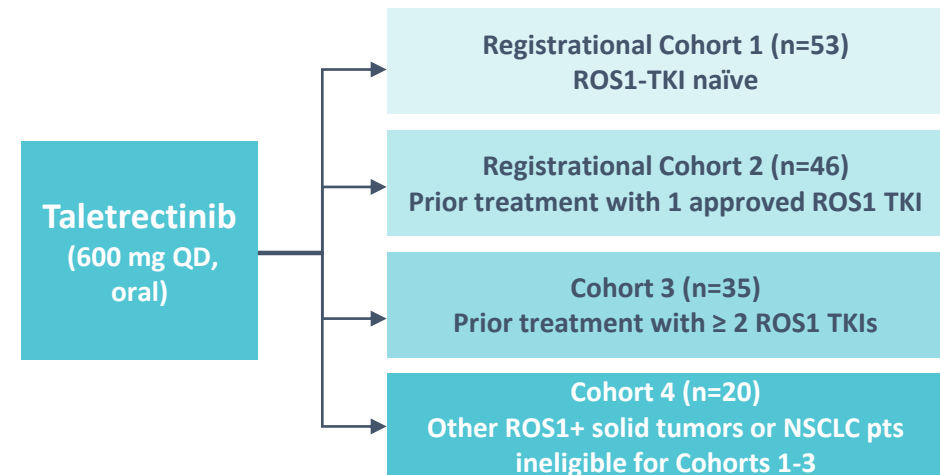 Taletrectinib
(600 mg QD,
oral)
Registrational Cohort 1 (n=53)
ROS1-TKI naïve
Registrational Cohort 2 (n=46)
Prior treatment with 1 approved ROS1 TKI
Cohort 3 (n=35)
Prior treatment with ≥ 2 ROS1 TKIs
Cohort 4 (n=20)
Other ROS1+ solid tumors or NSCLC pts
ineligible for Cohorts 1-3